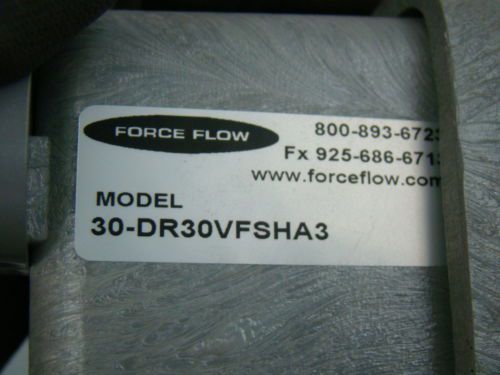 FORCE FLOW
800-893-6723
Fx 925-686-6713
www.forceflow.com
MODEL
30-DR30VFSHA3